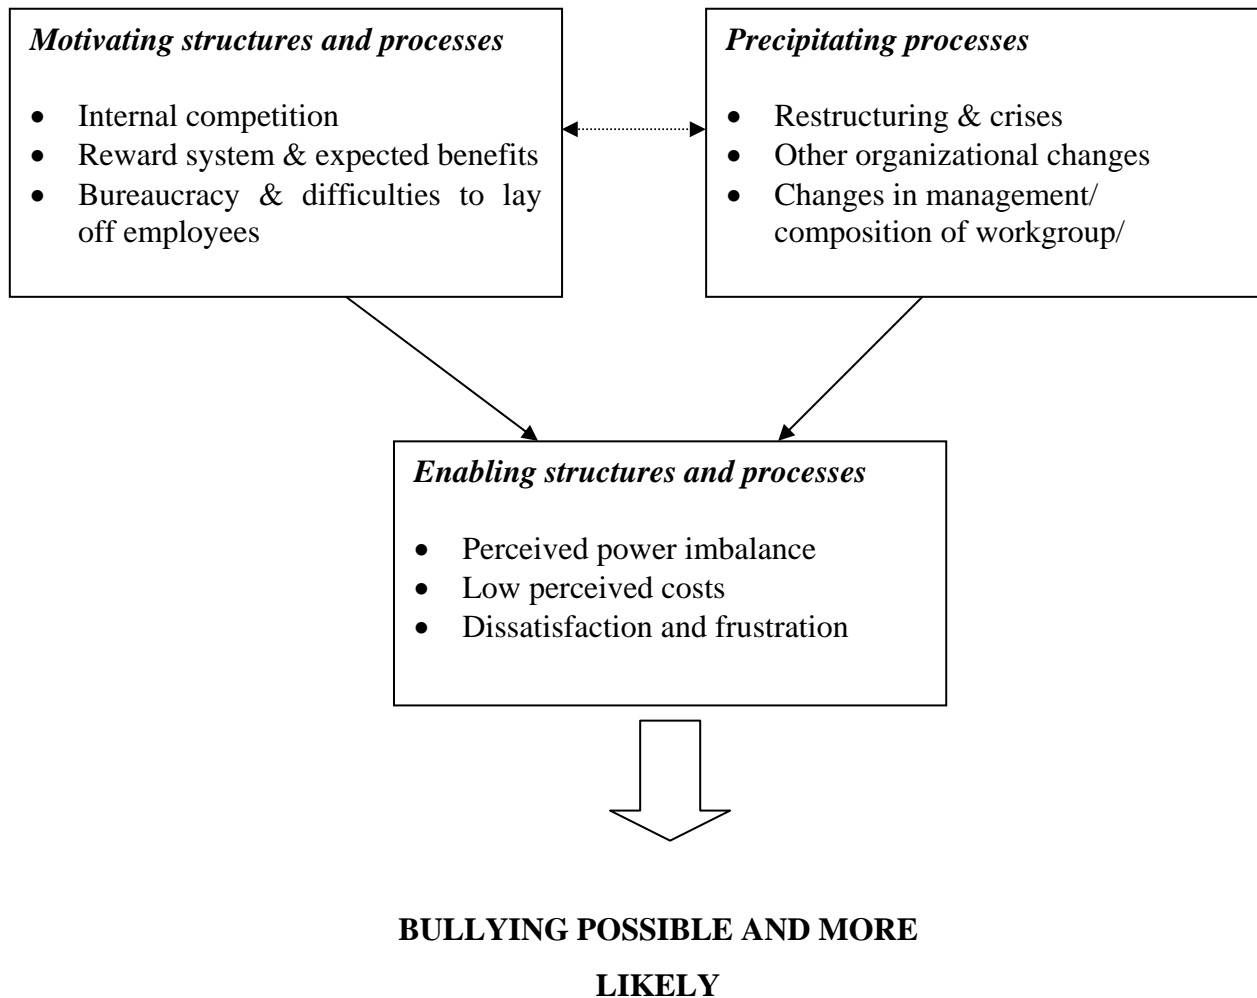 Motivating structures and processes
• Internal competition
• Reward system & expected benefits
• Bureaucracy & difficulties to lay
off employees
Precipitating processes
• Restructuring & crises
• Other organizational changes
• Changes in management/
composition of workgroup/
Enabling structures and processes
• Perceived power imbalance
• Low perceived costs
• Dissatisfaction and frustration
BULLYING POSSIBLE AND MORE
LIKELY